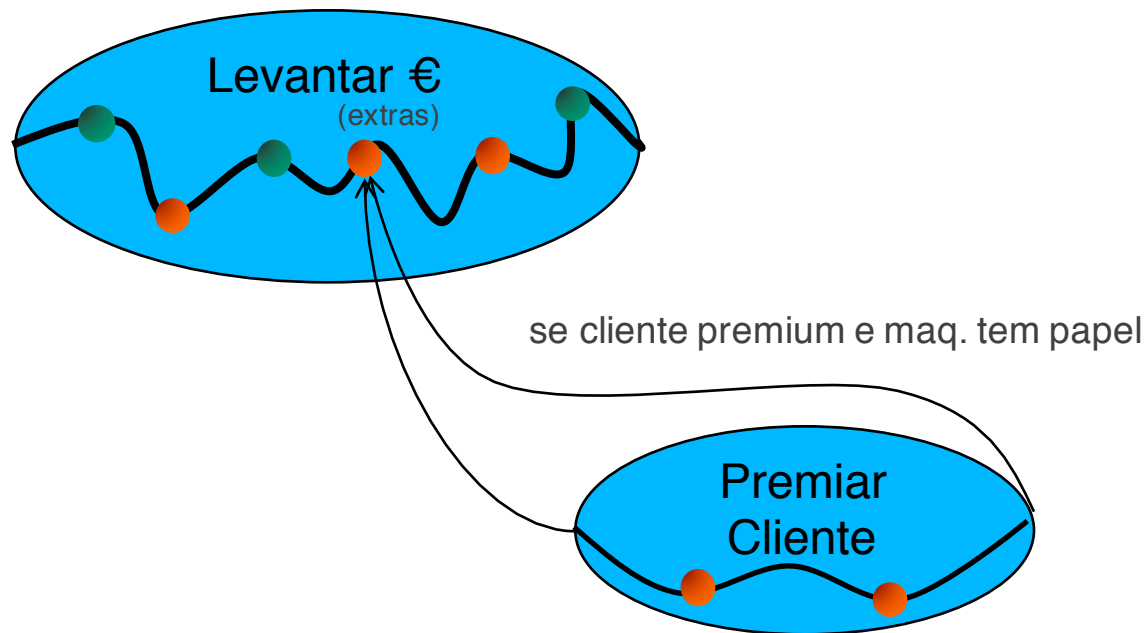 Levantar €
(extras)
se cliente premium e maq. tem papel
Premiar
Cliente